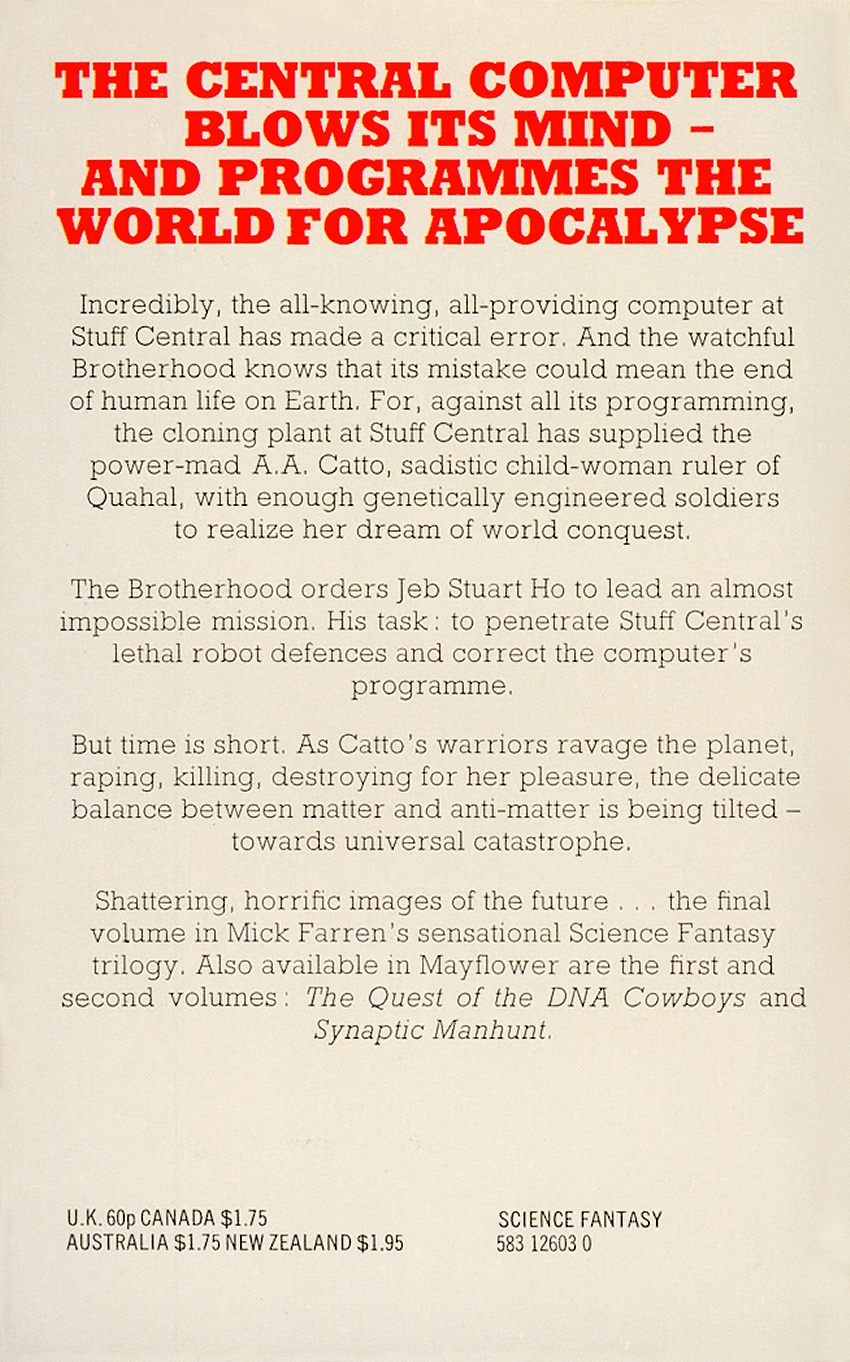 THE CENTRAL COMPUTER
BLOWS ITS MIND –
AND PROGRAMMES THE
WORLD FOR APOCALYPSE
Incredibly, the all-knowing, all-providing computer at
Stuff Central has made a critical error. And the watchful
Brotherhood knows that its mistake could mean the end
of human life on Earth. For, against all its programming,
the cloning plant at Stuff Central has supplied the
power-mad A.A. Catto, sadistic child-woman ruler of
Quahal, with enough genetically engineered soldiers
to realize her dream of world conquest.
The Brotherhood orders Jeb Stuart Ho to lead an almost
impossible mission. His task: to penetrate Stuff Central's
lethal robot defences and correct the computer's
programme.
But time is short. As Catto's warriors ravage the planet,
raping, killing, destroying for her pleasure, the delicate
balance between matter and anti-matter is being tilted –
towards universal catastrophe.
Shattering, horrific images of the future . . . the final
volume in Mick Farren's sensational Science Fantasy
trilogy. Also available in Mayflower are the first and
second volumes: The Quest of the DNA Cowboys and
Synaptic Manhunt.
U.K. 60p CANADA $1.75
AUSTRALIA $1.75 NEW ZEALAND $1.95
SCIENCE FANTASY
583 12603 0